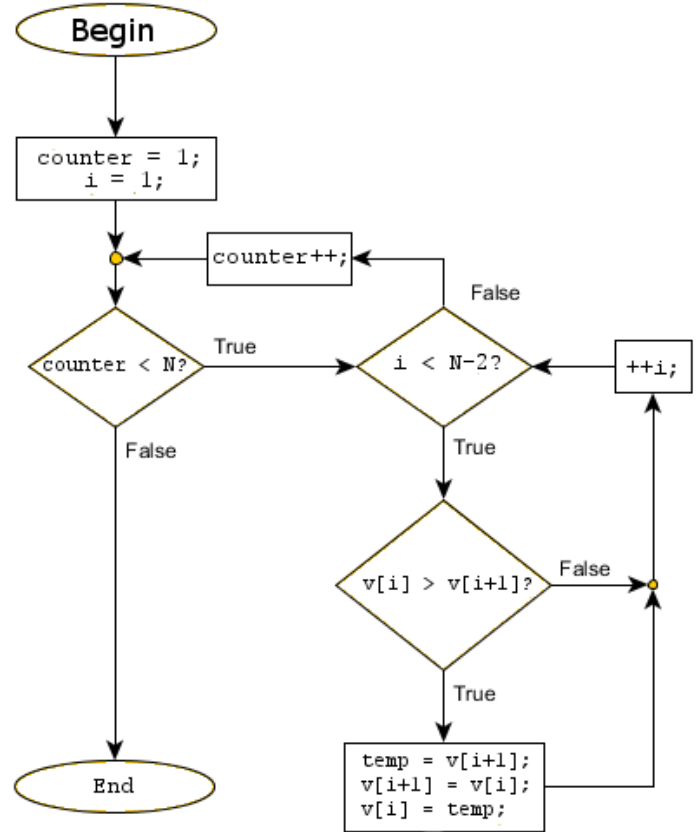 Begin
counter = 1;
i = 1;
counter++;
False
counter < N?
True
i < N-2?
++i;
False
True
v[i] > v[i+1]?
False
True
temp = v[i+1];
v[i+1] = v[i];
v[i] = temp;
End